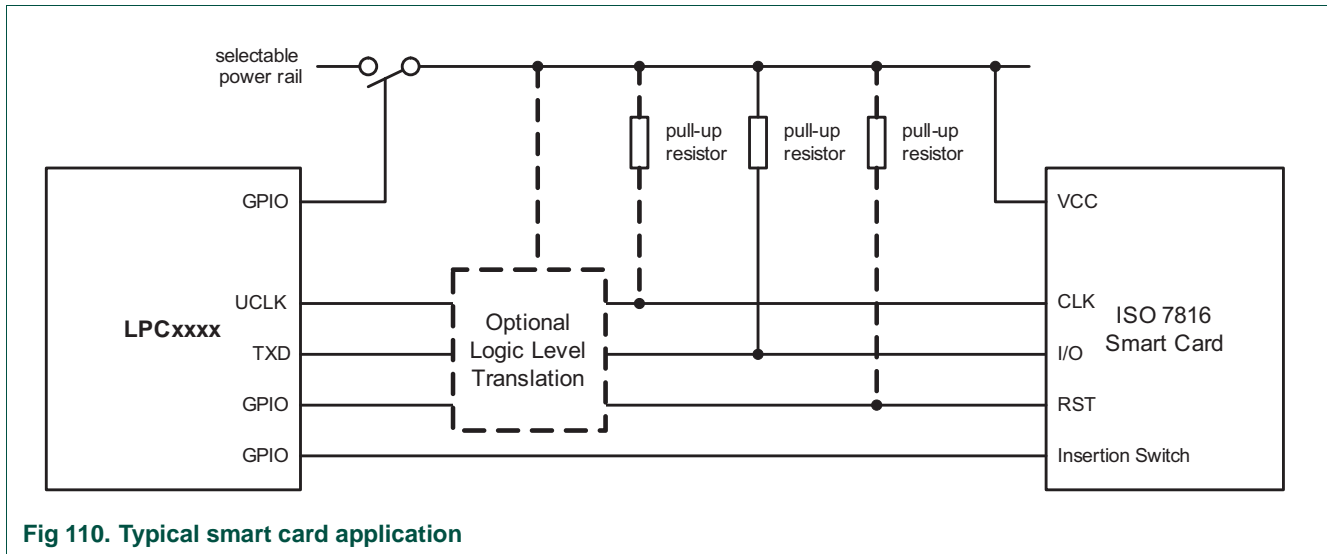 selectable
power rail
pull-up
resistor
pull-up
resistor
pull-up
resistor
GPIO
VCC
UCLK
CLK
LPCxxxx
Optional
Logic Level
Translation
ISO 7816
Smart Card
TXD
I/O
GPIO
RST
GPIO
Insertion Switch
Fig 110. Typical smart card application